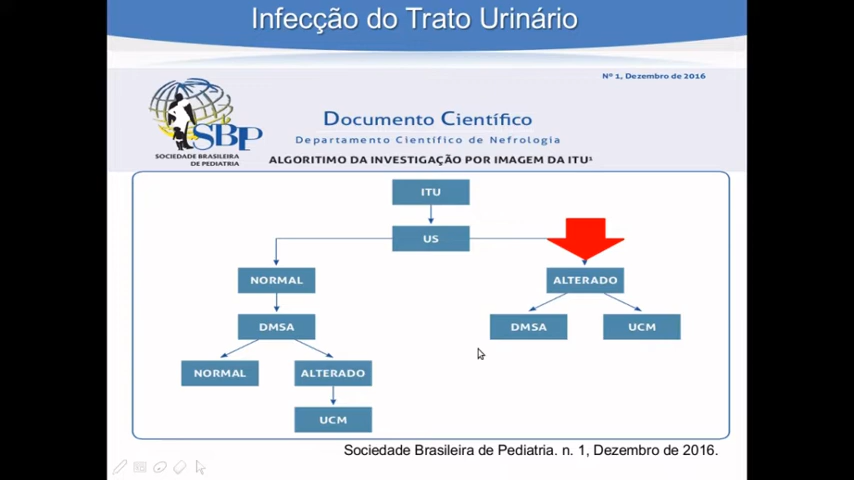 Infecção do Trato Urinário
Nº 1, Dezembro de 2016
Documento Científico
Departamento Científico de Nefrologia
SBP
SOCIEDADE BRASILEIRA
DE PEDIATRIA
ALGORITIMO DA INVESTIGAÇÃO POR IMAGEM DA ITU¹
ITU
US
NORMAL
ALTERADO
DMSA
DMSA
UCM
NORMAL
ALTERADO
UCM
Sociedade Brasileira de Pediatria. n. 1, Dezembro de 2016.